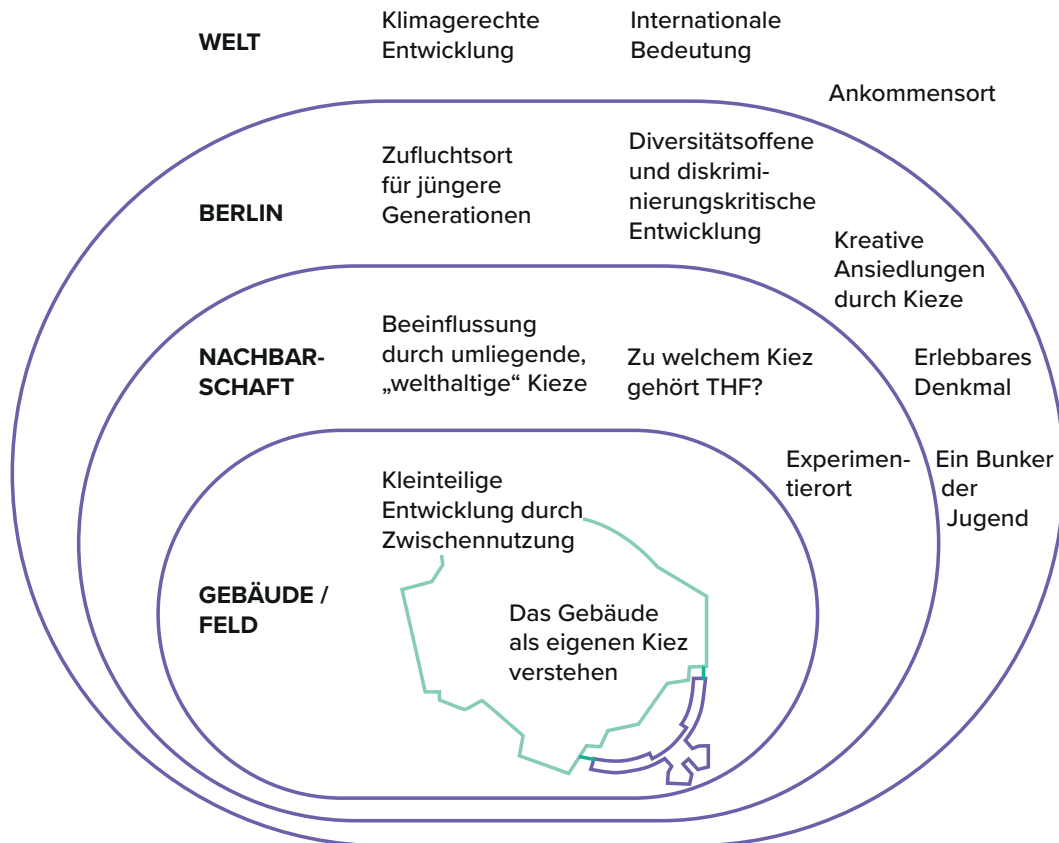 WELT
Klimagerechte
Entwicklung
Internationale
Bedeutung
Ankommensort
BERLIN
Zufluchtsort
für jüngere
Generationen
Diversitätsoffene
und diskrimi-
nierungskritische
Entwicklung
Kreative
Ansiedlungen
durch Kieze
NACHBAR-
SCHAFT
Beeinflussung
durch umliegende,
„welthaltige“ Kieze
Zu welchem Kiez
gehört THF?
Erlebbares
Denkmal
Experimen-
tierort
Ein Bunker
der
Jugend
GEBÄUDE /
FELD
Kleinteilige
Entwicklung durch
Zwischennutzung
Das Gebäude
als eigenen Kiez
verstehen